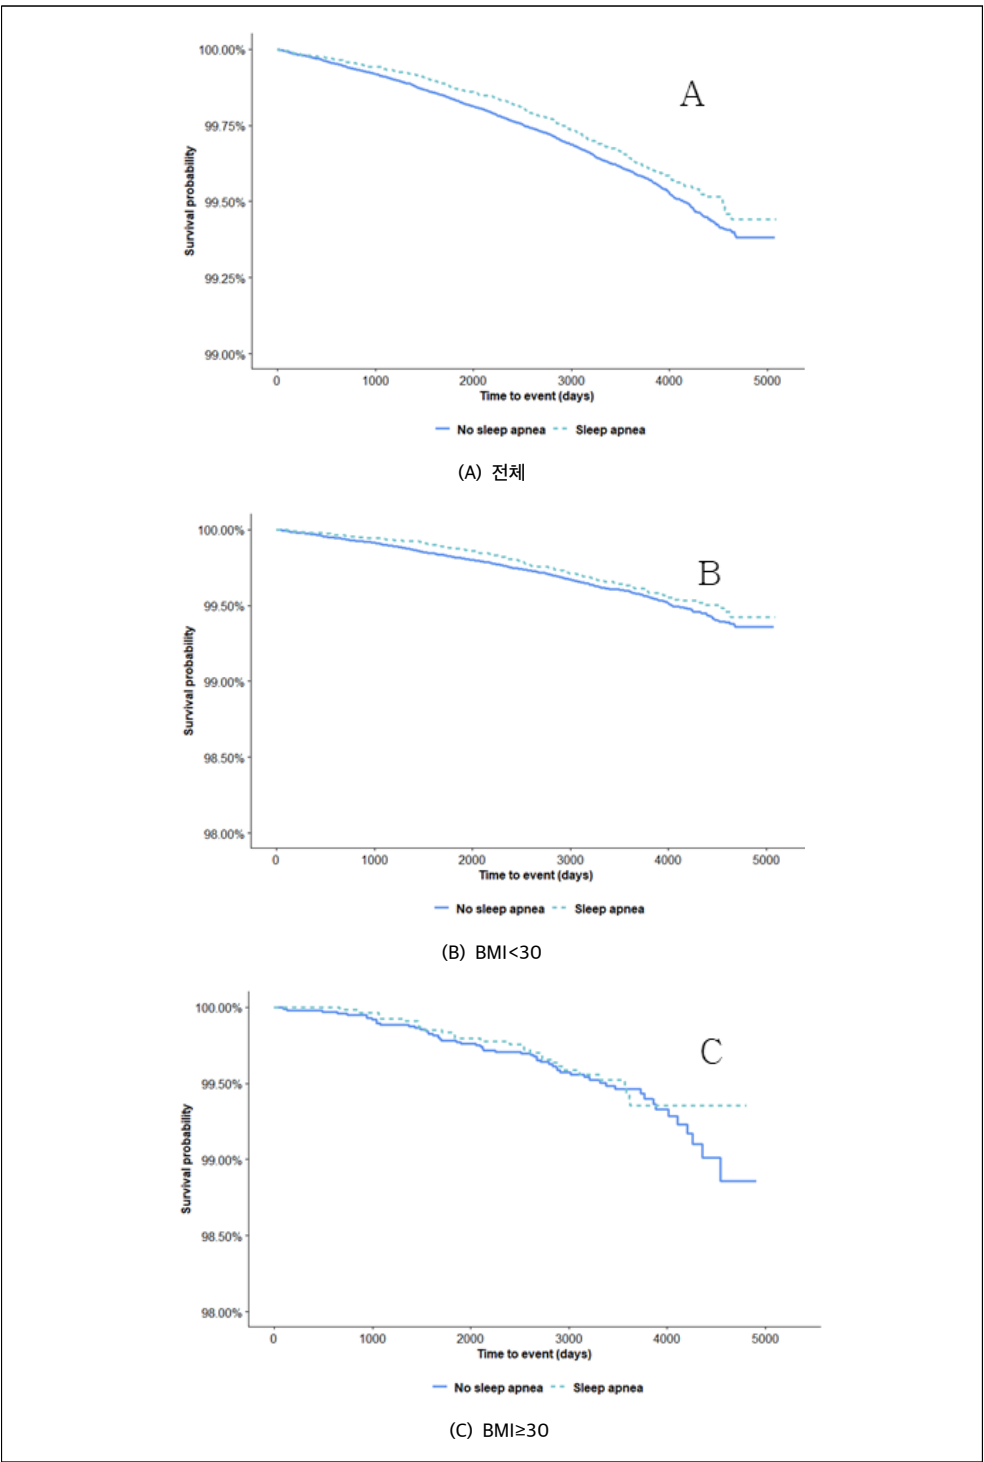 100.00%
99.75%
99.50%
99.25%
99.00%
Survival probability
A
0 1000 2000 3000 4000 5000
Time to event (days)
No sleep apnea Sleep apnea
(A) 전체
100.00%
99.50%
99.00%
98.50%
98.00%
Survival probability
B
0 1000 2000 3000 4000 5000
Time to event (days)
No sleep apnea Sleep apnea
(B) BMI<30
100.00%
99.50%
99.00%
98.50%
98.00%
Survival probability
C
0 1000 2000 3000 4000 5000
Time to event (days)
No sleep apnea Sleep apnea
(C) BMI≥30